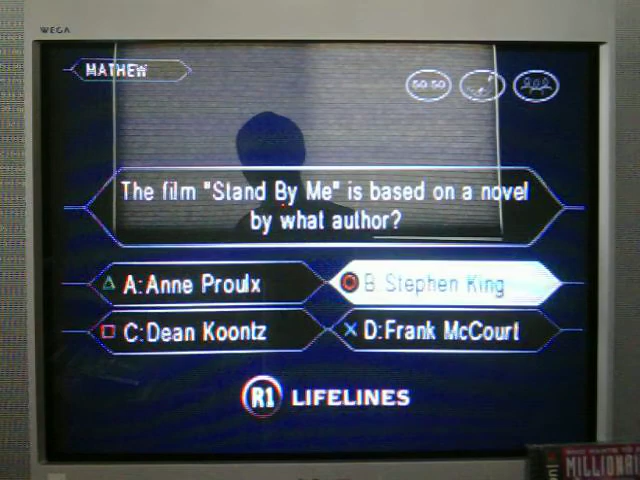 WEGA
MATHEW
50:50
The film "Stand By Me" is based on a novel
by what author?
A:Anne Proulx
B:Stephen King
C:Dean Koontz
D:Frank McCourt
R1 LIFELINES
MILLIONAI